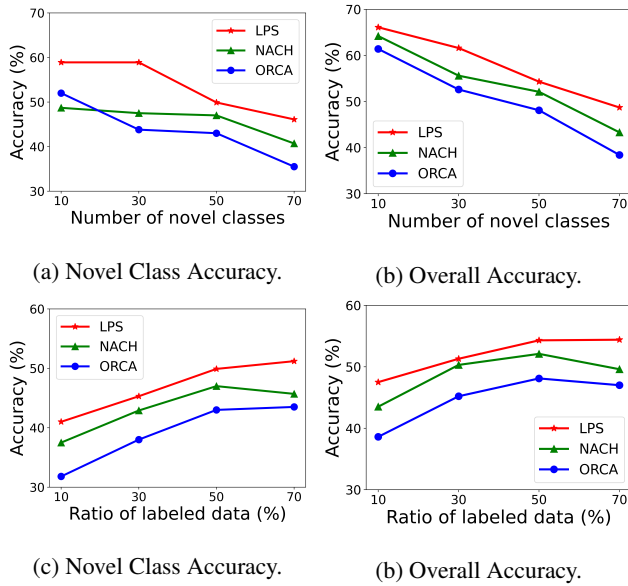 70
60
50
40
30
Accuracy (%)
LPS
NACH
ORCA
10 30 50 70
Number of novel classes
(a) Novel Class Accuracy.
70
60
50
40
30
Accuracy (%)
LPS
NACH
ORCA
10 30 50 70
Number of novel classes
(b) Overall Accuracy.
60
50
40
30
Accuracy (%)
LPS
NACH
ORCA
10 30 50 70
Ratio of labeled data (%)
(c) Novel Class Accuracy.
60
50
40
30
Accuracy (%)
LPS
NACH
ORCA
10 30 50 70
Ratio of labeled data (%)
(b) Overall Accuracy.